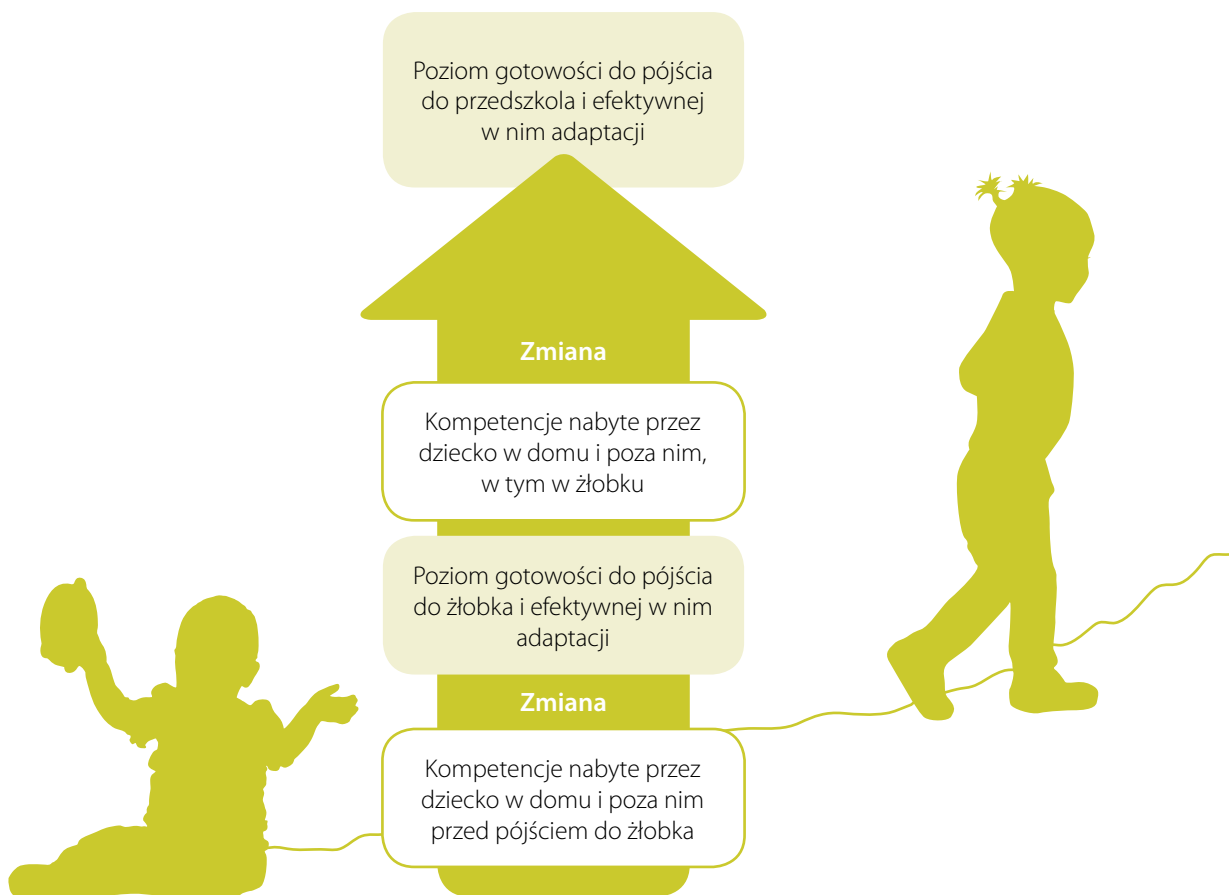 Poziom gotowości do pójścia
do przedszkola i efektywnej
w nim adaptacji
Zmiana
Kompetencje nabyte przez
dziecko w domu i poza nim,
w tym w żłobku
Poziom gotowości do pójścia
do żłobka i efektywnej w nim
adaptacji
Zmiana
Kompetencje nabyte przez
dziecko w domu i poza nim
przed pójściem do żłobka